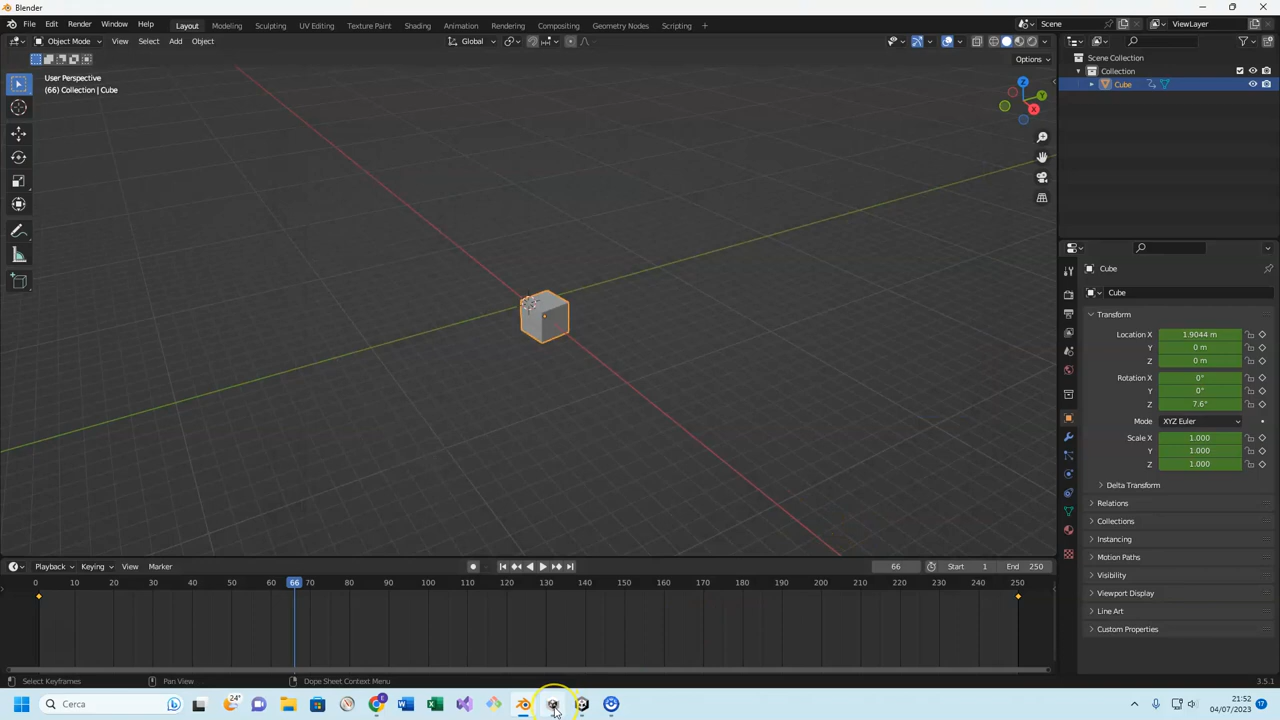 Blender
File Edit Render Window Help Layout Modeling Sculpting UV Editing Texture Paint Shading Animation Rendering Compositing Geometry Nodes Scripting + Scene ViewLayer
Object Mode View Select Add Object Global
Options
User Perspective
(66) Collection | Cube
Z
Y
X
Scene Collection
Collection
Cube
Cube
Cube
Transform
Location X 1.9044 m
Y 0 m
Z 0 m
Rotation X 0°
Y 0°
Z 7.6°
Mode XYZ Euler
Scale X 1.000
Y 1.000
Z 1.000
Delta Transform
Relations
Collections
Instancing
Motion Paths
Visibility
Viewport Display
Line Art
Custom Properties
Playback Keying View Marker 66 Start 1 End 250
0 10 20 30 40 50 60 66 70 80 90 100 110 120 130 140 150 160 170 180 190 200 210 220 230 240 250
Select Keyframes Pan View Dope Sheet Context Menu 3.5.1
Cerca 24° 21:52
04/07/2023 17